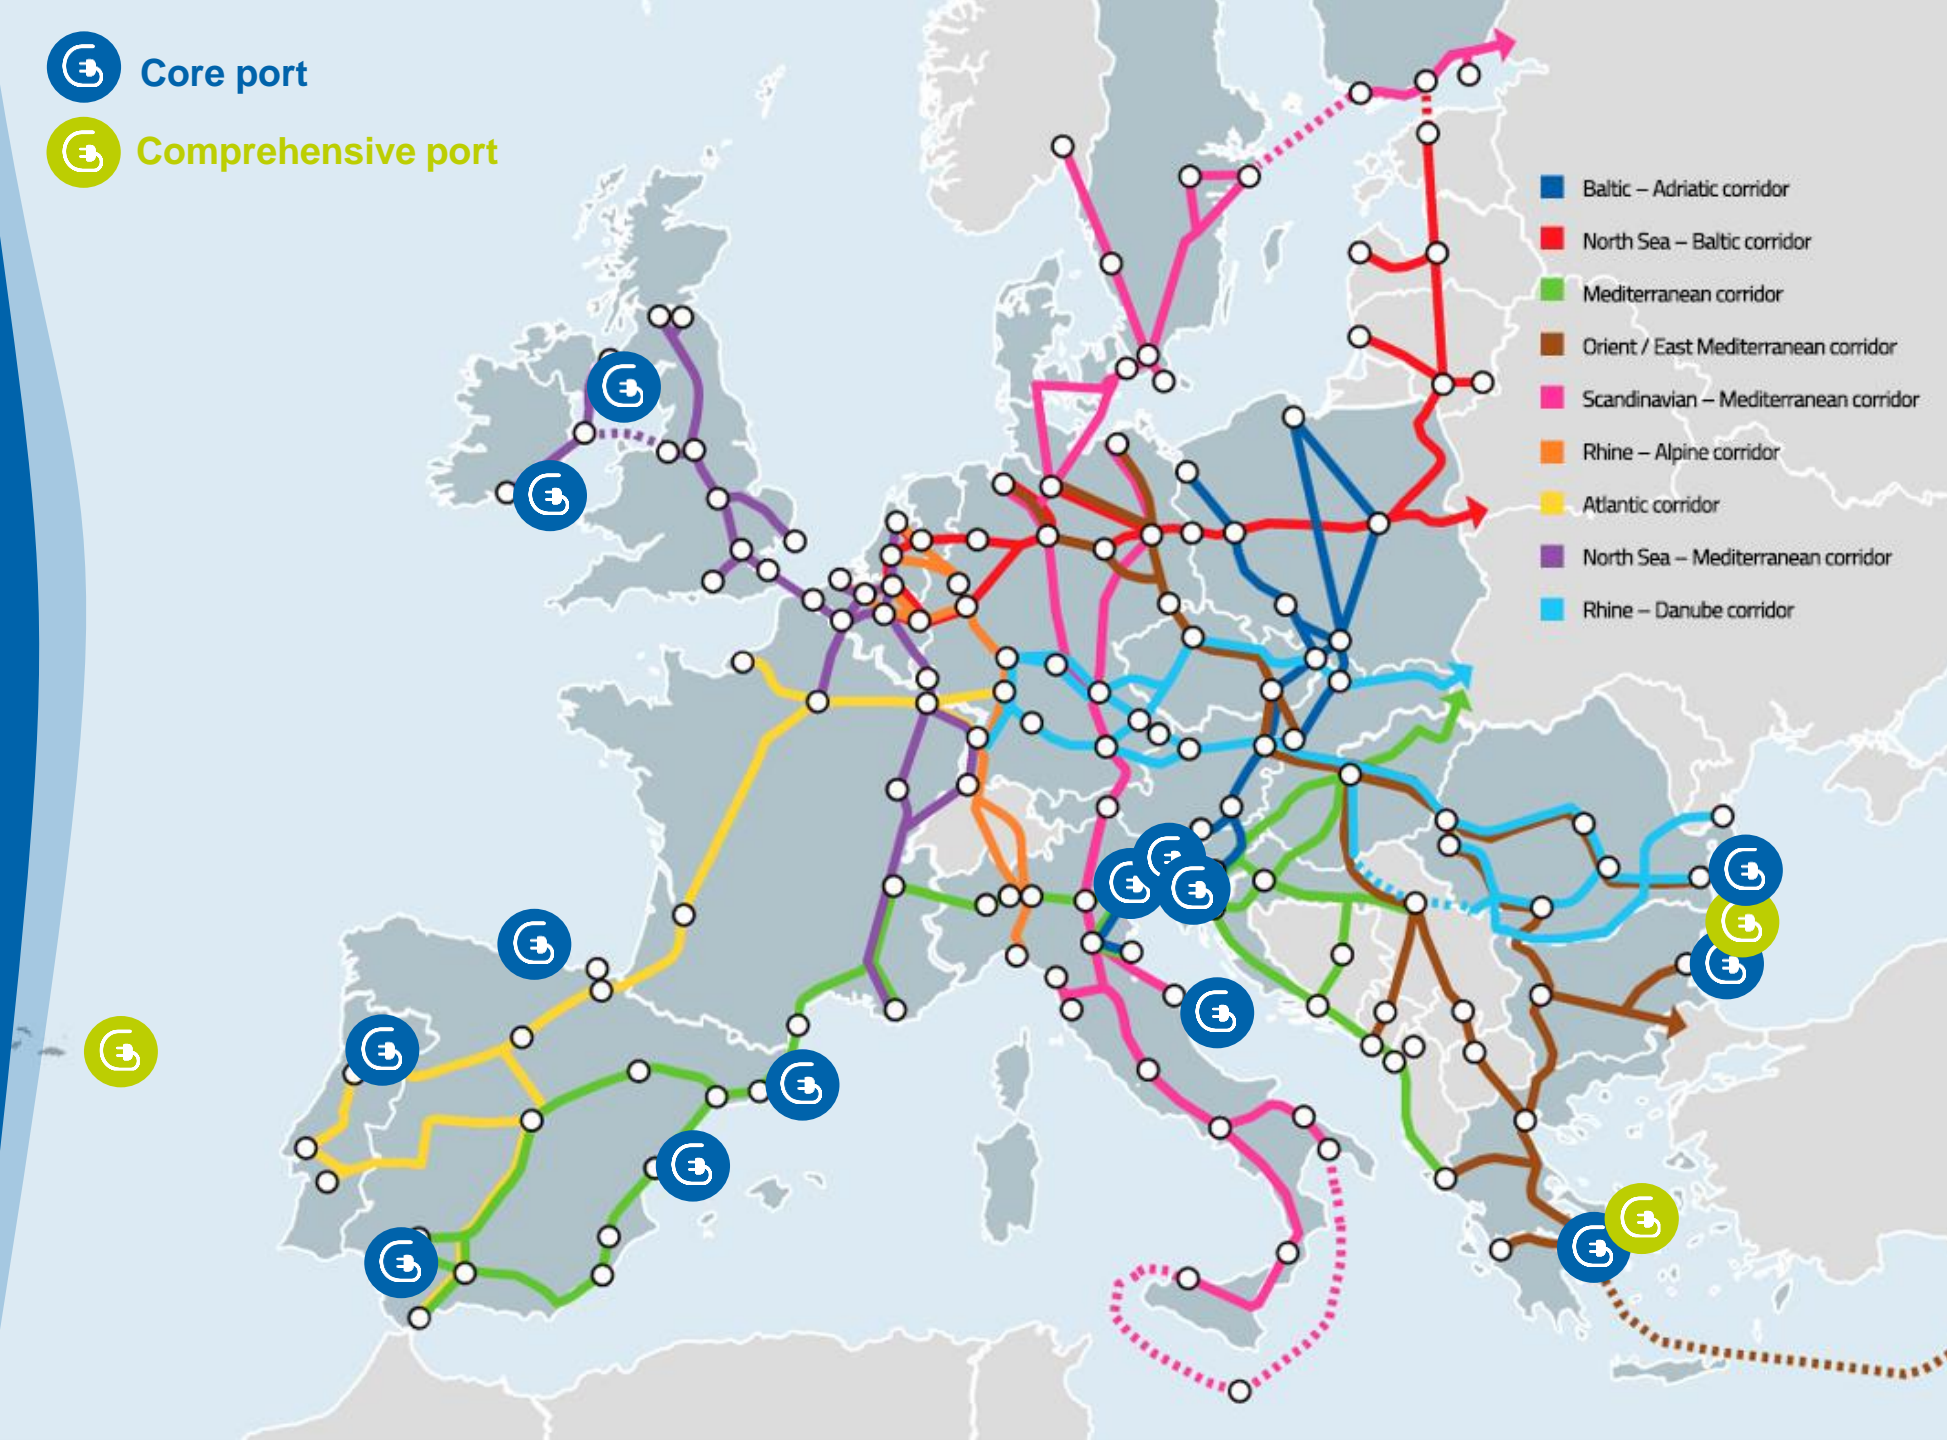 Core port
Comprehensive port
Baltic – Adriatic corridor
North Sea – Baltic corridor
Mediterranean corridor
Orient / East Mediterranean corridor
Scandinavian – Mediterranean corridor
Rhine – Alpine corridor
Atlantic corridor
North Sea – Mediterranean corridor
Rhine – Danube corridor